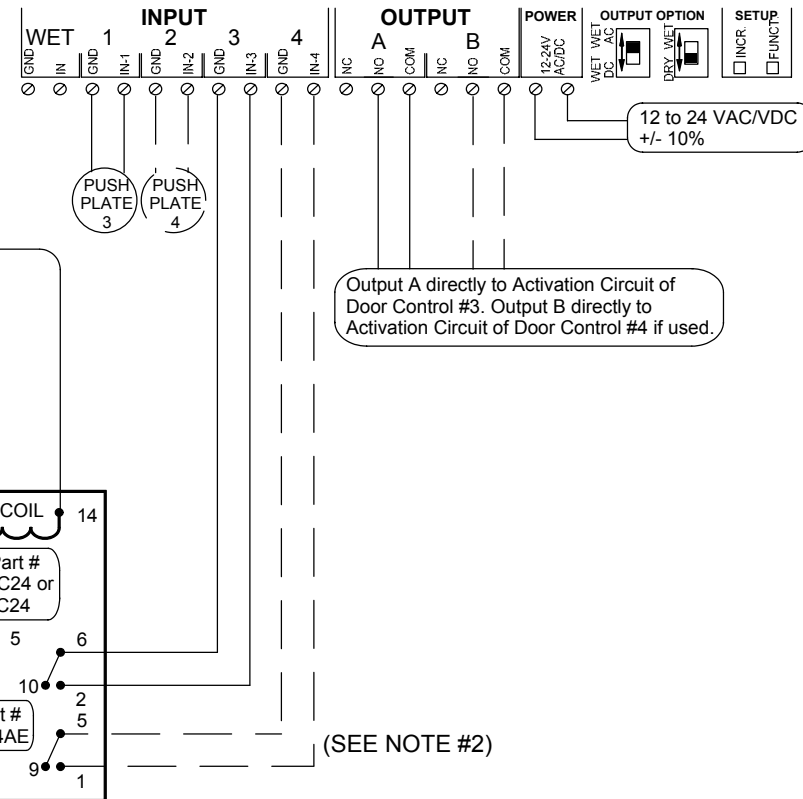 INPUT
OUTPUT
POWER
OUTPUT OPTION
SETUP
WET
1
2
3
4
A
B
GND
IN
GND
IN-1
GND
IN-2
GND
IN-3
GND
IN-4
NC
NO
COM
NC
NO
COM
12-24V
AC/DC
WET WET
DC AC
DRY WET
INCR.
FUNCT.
12 to 24 VAC/VDC
+/- 10%
PUSH
PLATE
3
PUSH
PLATE
4
Output A directly to Activation Circuit of
Door Control #3. Output B directly to
Activation Circuit of Door Control #4 if used.
COIL
14
art #
C24 or
C24
5
6
10
2
t #
AE
5
9
1
(SEE NOTE #2)